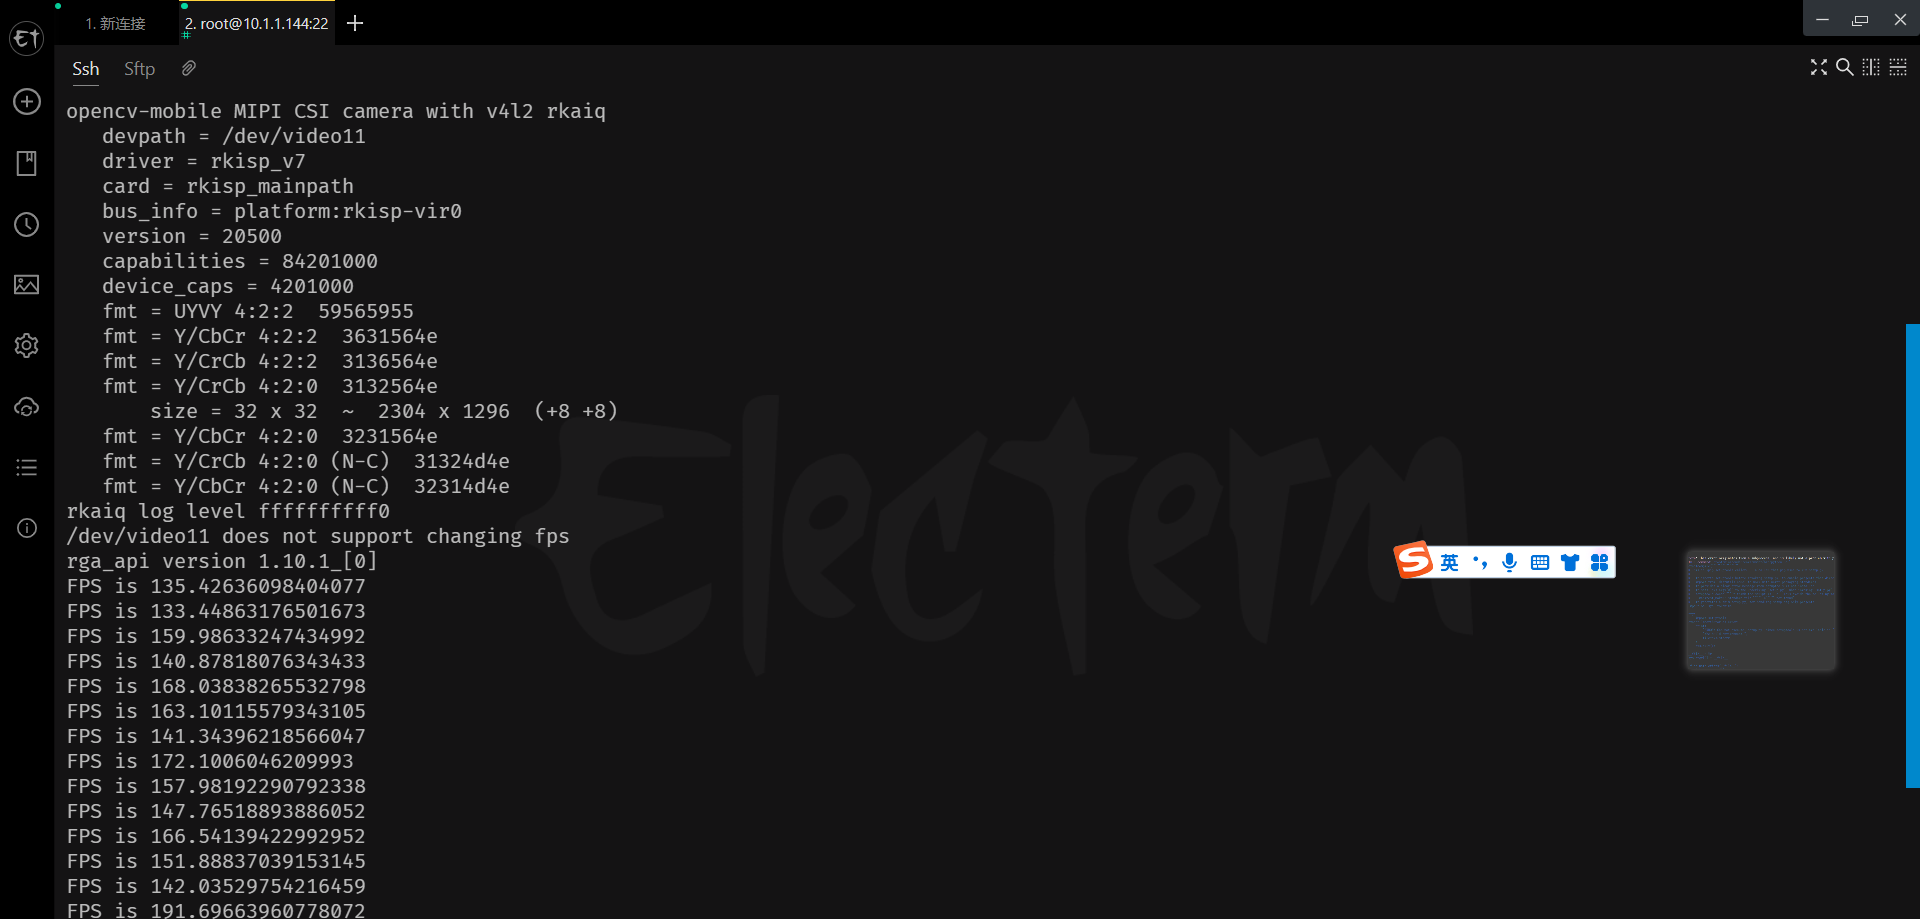 1. 新连接
2. root@10.1.1.144:22
#
Ssh
Sftp
opencv-mobile MIPI CSI camera with v4l2 rkaiq
devpath = /dev/video11
driver = rkisp_v7
card = rkisp_mainpath
bus_info = platform:rkisp-vir0
version = 20500
capabilities = 84201000
device_caps = 4201000
fmt = UYVY 4:2:2  59565955
fmt = Y/CbCr 4:2:2  3631564e
fmt = Y/CrCb 4:2:2  3136564e
fmt = Y/CrCb 4:2:0  3132564e
size = 32 x 32  ~  2304 x 1296  (+8 +8)
fmt = Y/CbCr 4:2:0  3231564e
fmt = Y/CrCb 4:2:0 (N-C)  31324d4e
fmt = Y/CbCr 4:2:0 (N-C)  32314d4e
rkaiq log level ffffffffff0
/dev/video11 does not support changing fps
rga_api version 1.10.1_[0]
FPS is 135.42636098404077
FPS is 133.44863176501673
FPS is 159.98633247434992
FPS is 140.87818076343433
FPS is 168.03838265532798
FPS is 163.10115579343105
FPS is 141.34396218566047
FPS is 172.1006046209993
FPS is 157.98192290792338
FPS is 147.76518893886052
FPS is 166.54139422992952
FPS is 151.88837039153145
FPS is 142.03529754216459
FPS is 191.69663960778072
Electerm
英